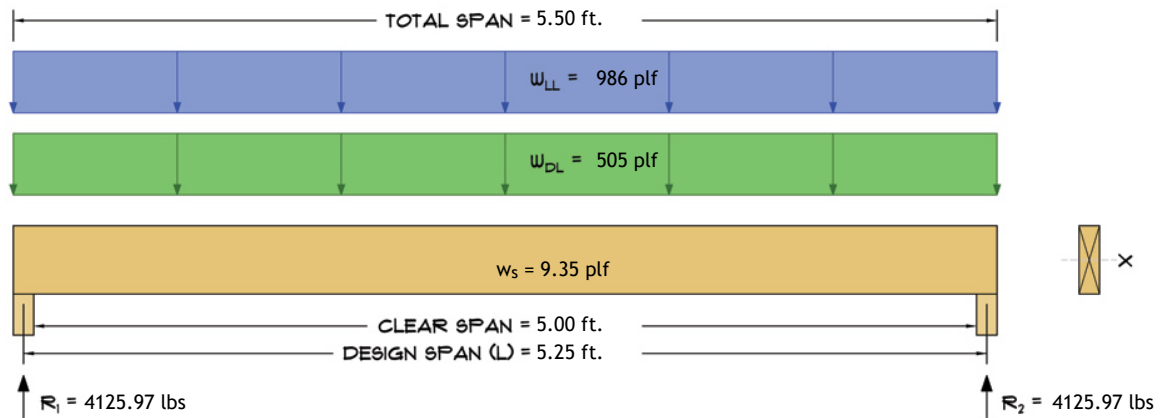 TOTAL SPAN = 5.50 ft.
wLL = 986 plf
wDL = 505 plf
ws = 9.35 plf
X
CLEAR SPAN = 5.00 ft.
DESIGN SPAN (L) = 5.25 ft.
R1 = 4125.97 lbs
R2 = 4125.97 lbs